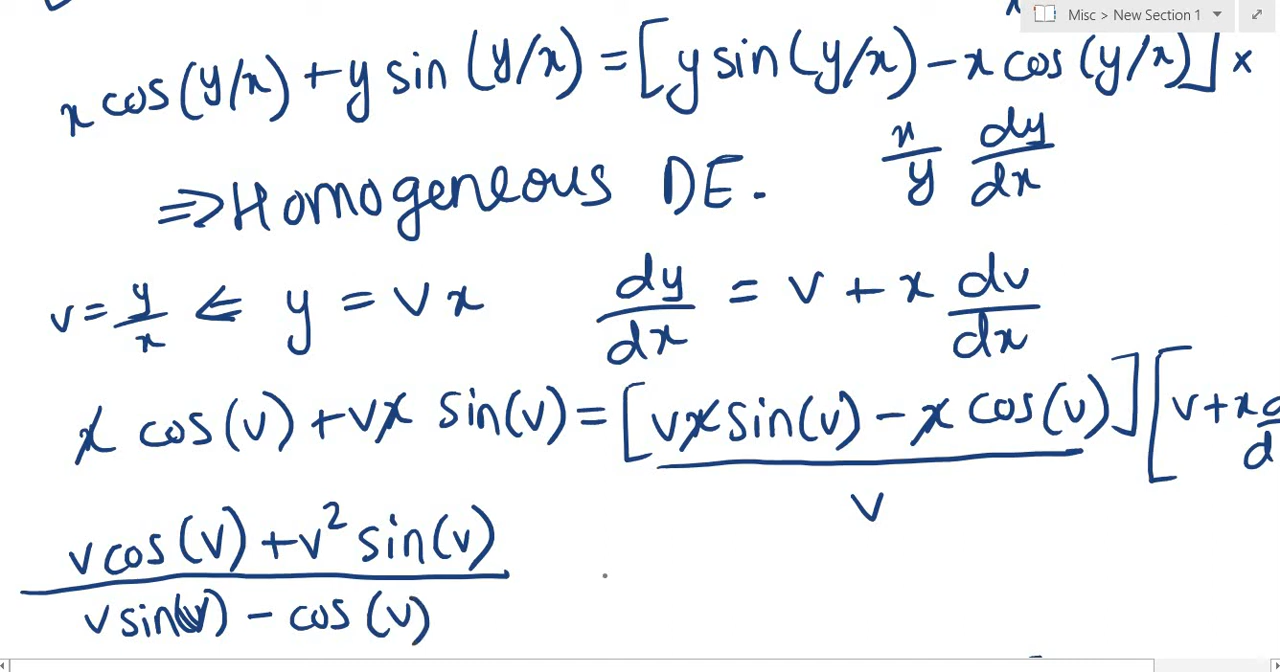 Misc > New Section 1
x cos(y/x) + y sin (y/x) = [y sin(y/x) - x cos (y/x)] ×
x/y dy/dx
⇒ Homogeneous DE.
v = y/x ⇐ y = vx dy/dx = v + x dv/dx
x cos(v) + vx sin(v) = [vx sin(v) - x cos(v)]/v [v + x d
v cos(v) + v² sin(v)
v sin(v) - cos(v)